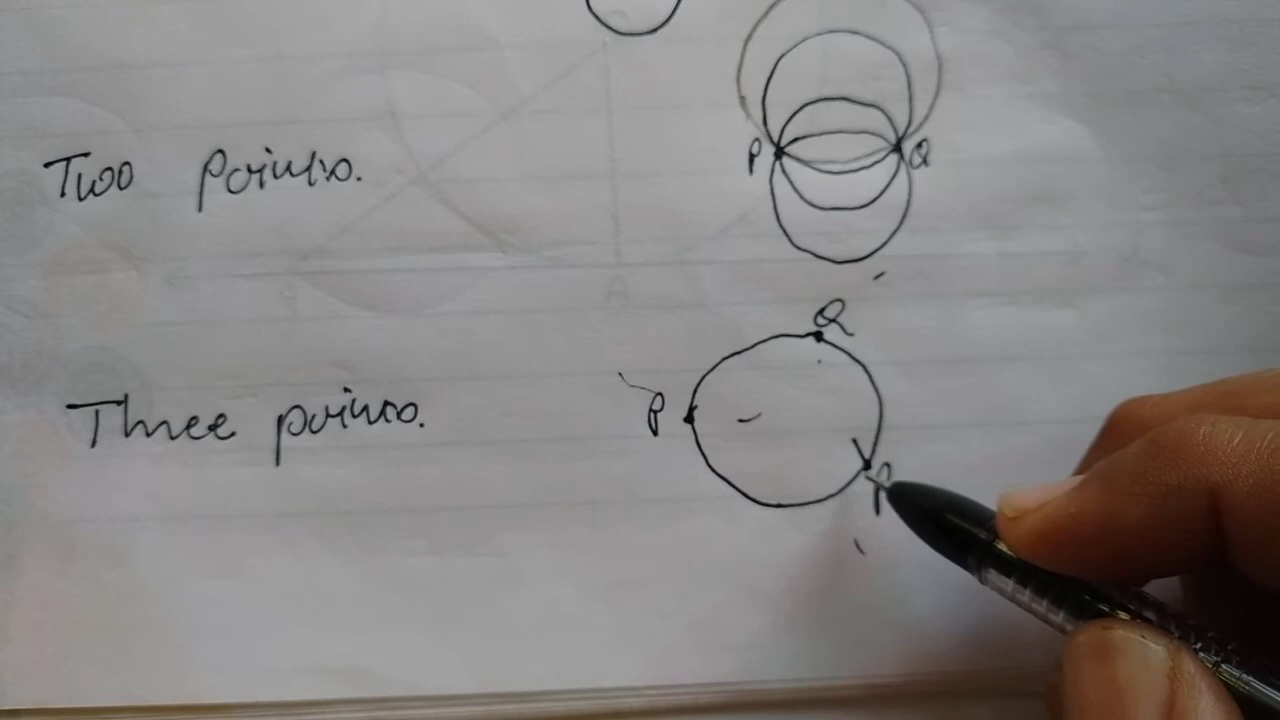 P Q
Two points.
Q
P
Three points.
R